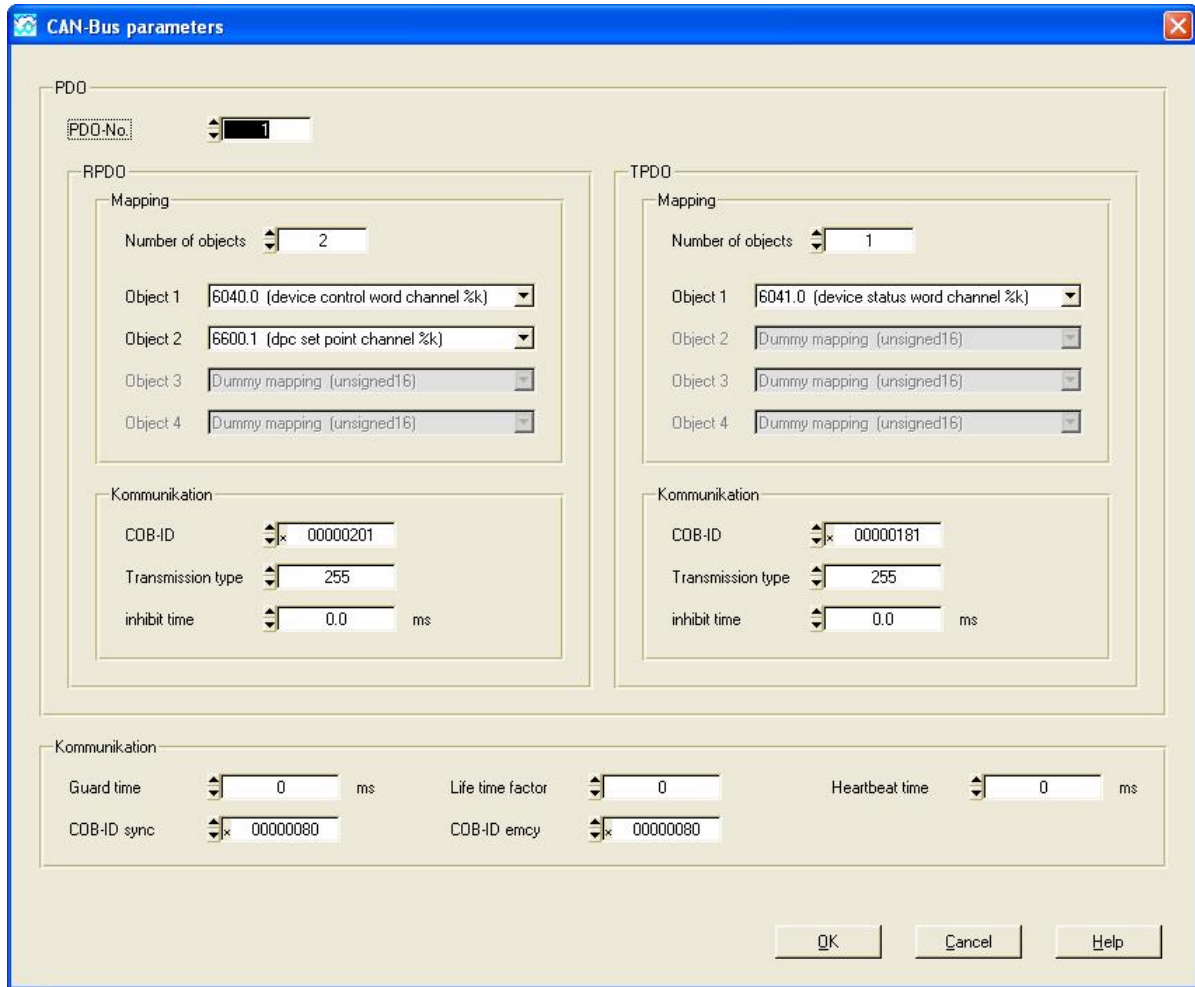 CAN-Bus parameters
PDO
PDO-No. 1
RPDO
Mapping
Number of objects 2
Object 1 6040.0 (device control word channel %k)
Object 2 6600.1 (dpc set point channel %k)
Object 3 Dummy mapping (unsigned16)
Object 4 Dummy mapping (unsigned16)
Kommunikation
COB-ID x 00000201
Transmission type 255
inhibit time 0.0 ms
TPDO
Mapping
Number of objects 1
Object 1 6041.0 (device status word channel %k)
Object 2 Dummy mapping (unsigned16)
Object 3 Dummy mapping (unsigned16)
Object 4 Dummy mapping (unsigned16)
Kommunikation
COB-ID x 00000181
Transmission type 255
inhibit time 0.0 ms
Kommunikation
Guard time 0 ms Life time factor 0 Heartbeat time 0 ms
COB-ID sync x 00000080 COB-ID emcy x 00000080
OK Cancel Help